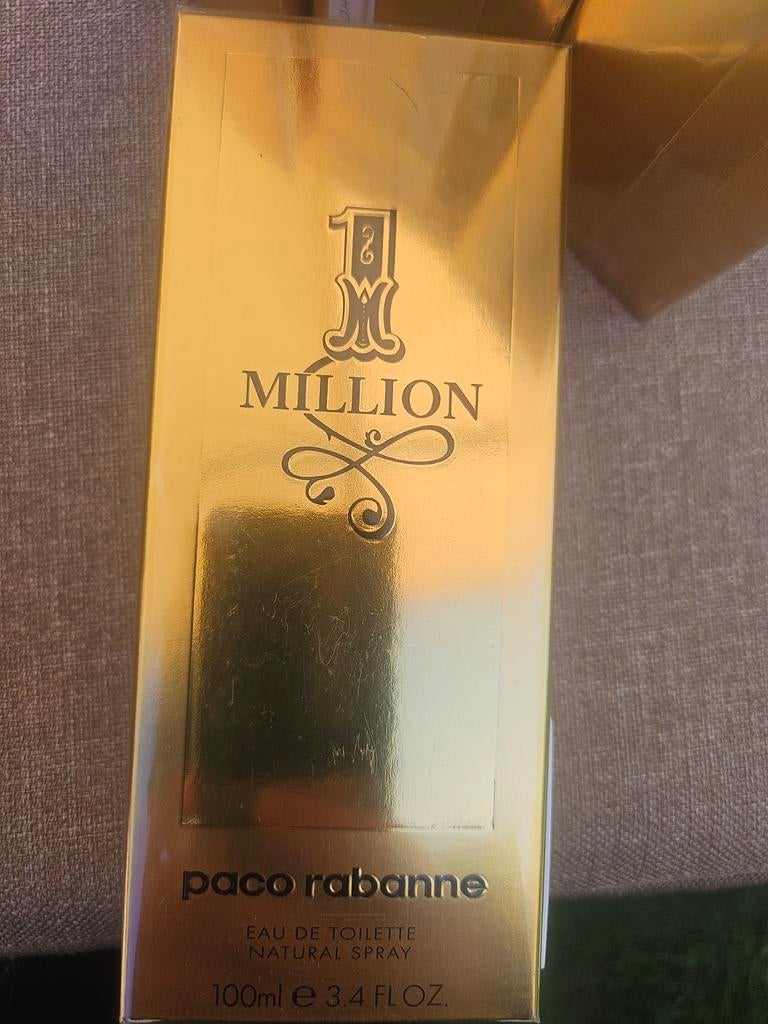 1
MILLION
paco rabanne
EAU DE TOILETTE
NATURAL SPRAY
100ml e 3.4 FL OZ.